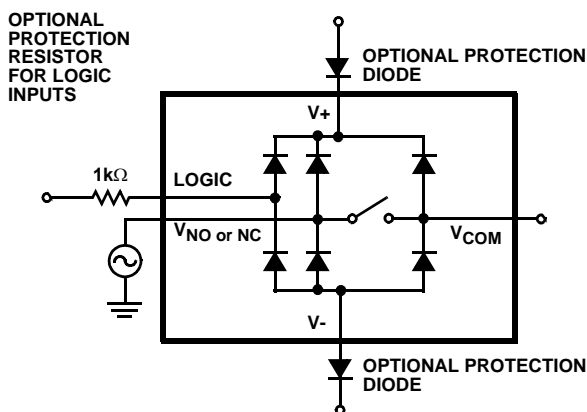 OPTIONAL
PROTECTION
RESISTOR
FOR LOGIC
INPUTS
OPTIONAL PROTECTION
DIODE
V+
1kΩ
LOGIC
VNO or NC
VCOM
V-
OPTIONAL PROTECTION
DIODE